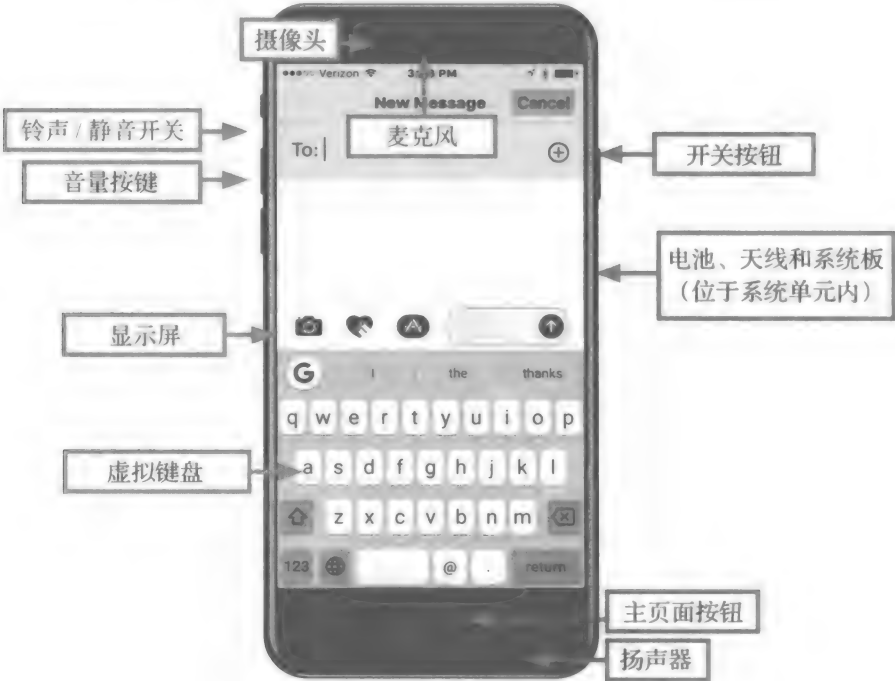 摄像头
Verizon
PM
New Message
Cancel
铃声/静音开关
麦克风
To:
开关按钮
音量按键
电池、天线和系统板
（位于系统单元内）
显示屏
G I the thanks
q w e r t y u i o p
虚拟键盘
a s d f g h j k l
z x c v b n m
123 @ . return
主页面按钮
扬声器